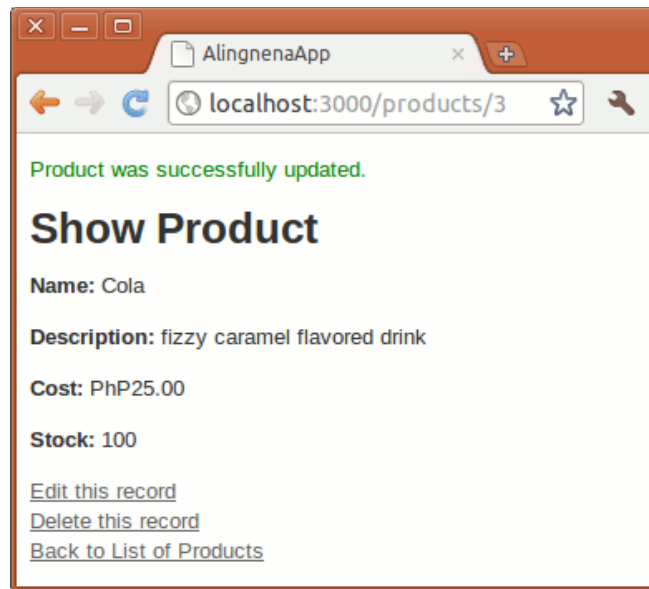 AlingnenaApp
localhost:3000/products/3
Product was successfully updated.
Show Product
Name: Cola
Description: fizzy caramel flavored drink
Cost: PhP25.00
Stock: 100
Edit this record
Delete this record
Back to List of Products